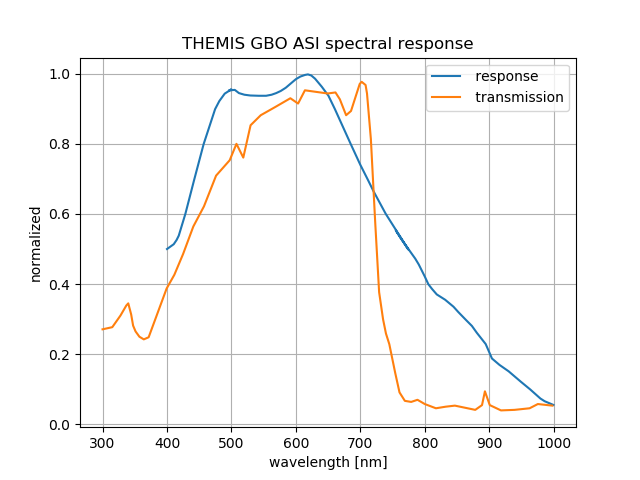 THEMIS GBO ASI spectral response
response
transmission
normalized
1.0
0.8
0.6
0.4
0.2
0.0
300 400 500 600 700 800 900 1000
wavelength [nm]